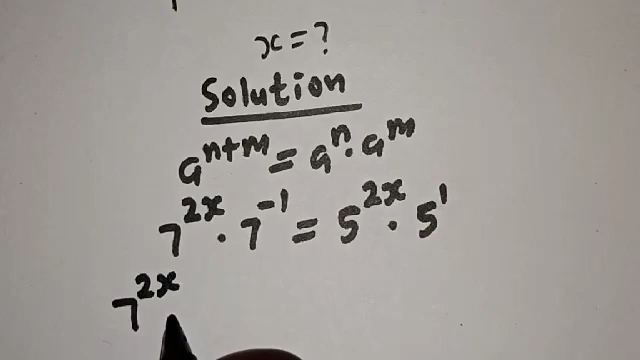 x = ?
Solution
a^{n+m} = a^n · a^m
7^{2x} · 7^{-1} = 5^{2x} · 5^1
7^{2x}